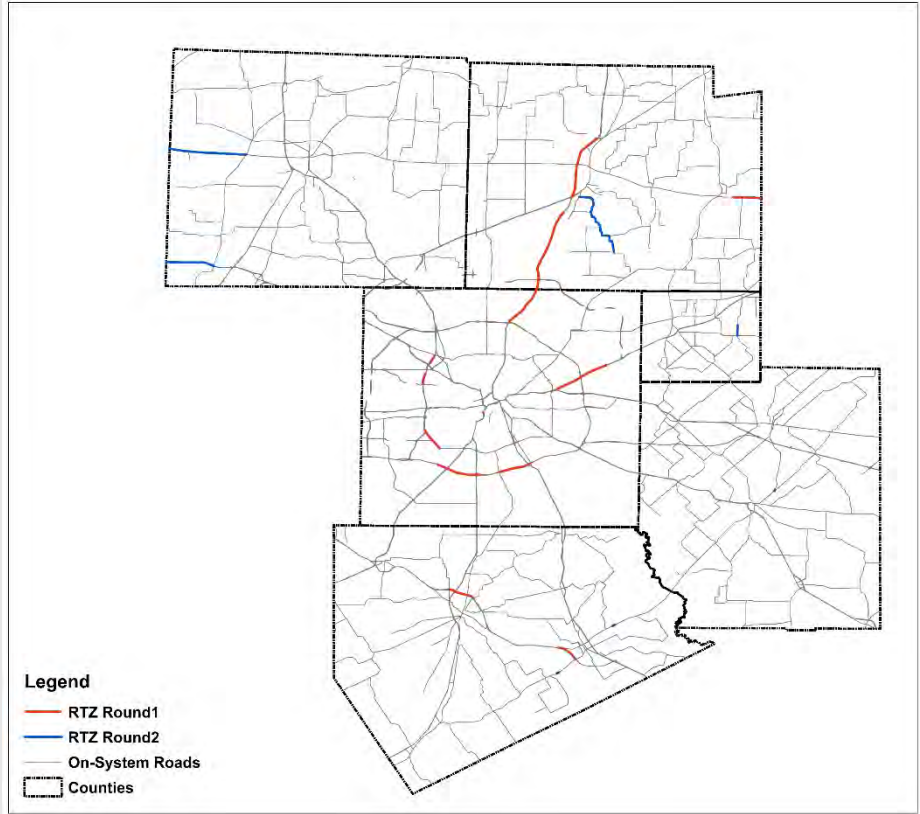 Legend
RTZ Round1
RTZ Round2
On-System Roads
Counties